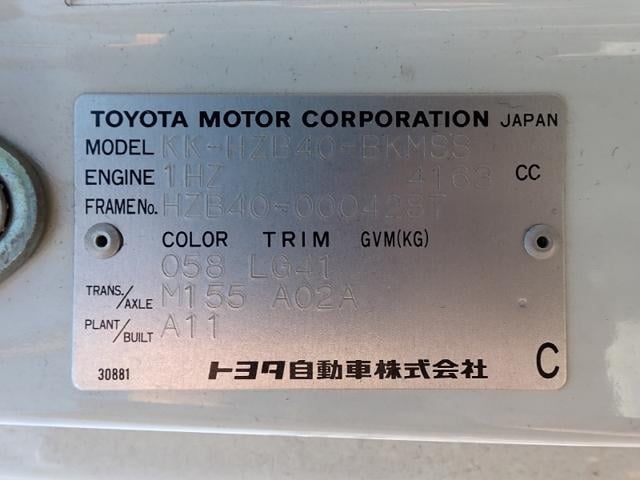 TOYOTA MOTOR CORPORATION JAPAN
MODEL KK-HZB40-BKMSS
ENGINE 1HZ 4163 CC
FRAME No. HZB40-0004287
COLOR TRIM GVM(KG)
058 LG41
TRANS./AXLE M155 A02A
PLANT/BUILT A11
30881 トヨタ自動車株式会社 C